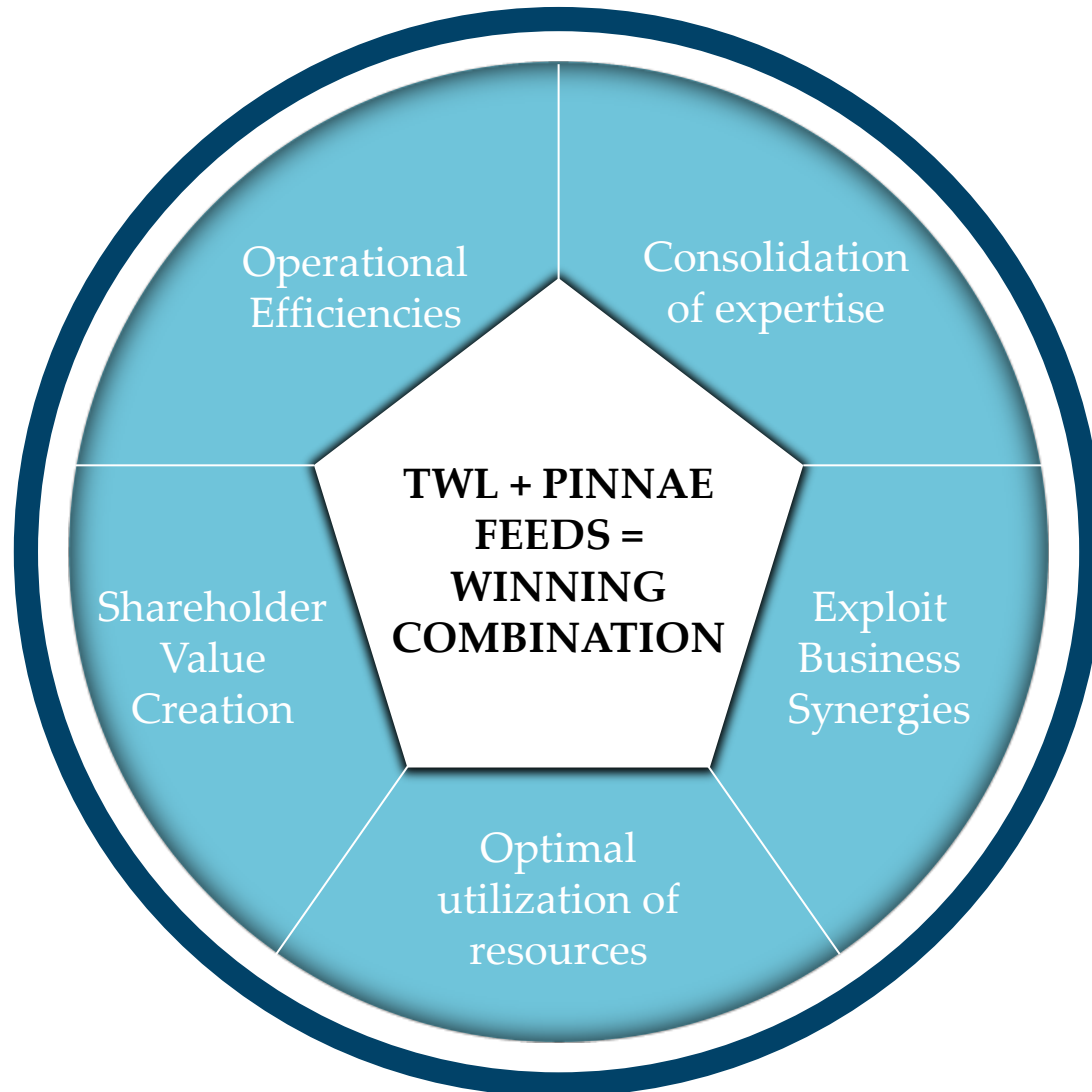 Operational
Efficiencies
Consolidation
of expertise
TWL + PINNAE
FEEDS =
WINNING
COMBINATION
Shareholder
Value
Creation
Exploit
Business
Synergies
Optimal
utilization of
resources